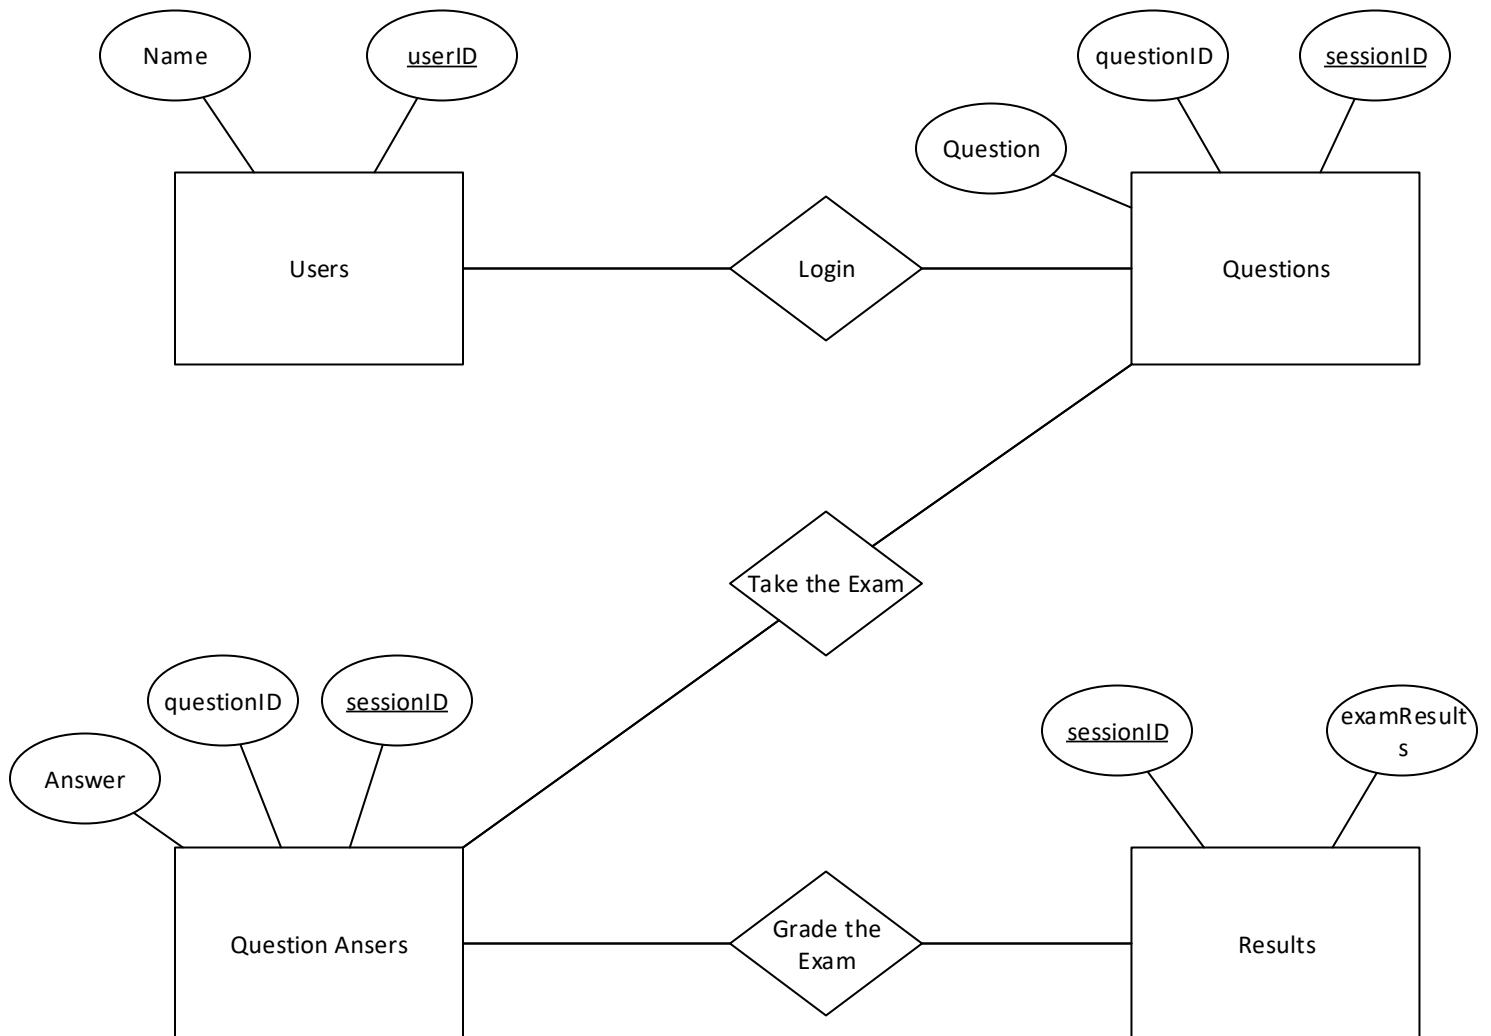 Name
userID
questionID
sessionID
Question
Users
Login
Questions
Take the Exam
questionID
sessionID
Answer
sessionID
examResult
s
Question Ansers
Grade the
Exam
Results